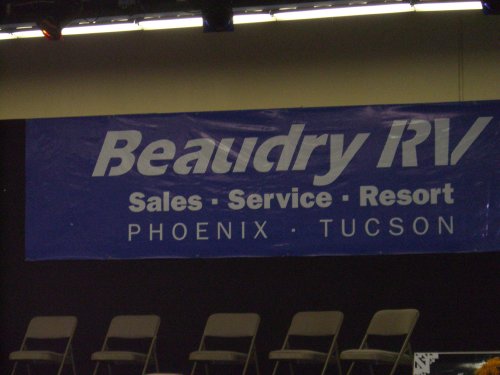 Beaudry RV
Sales · Service · Resort
PHOENIX · TUCSON